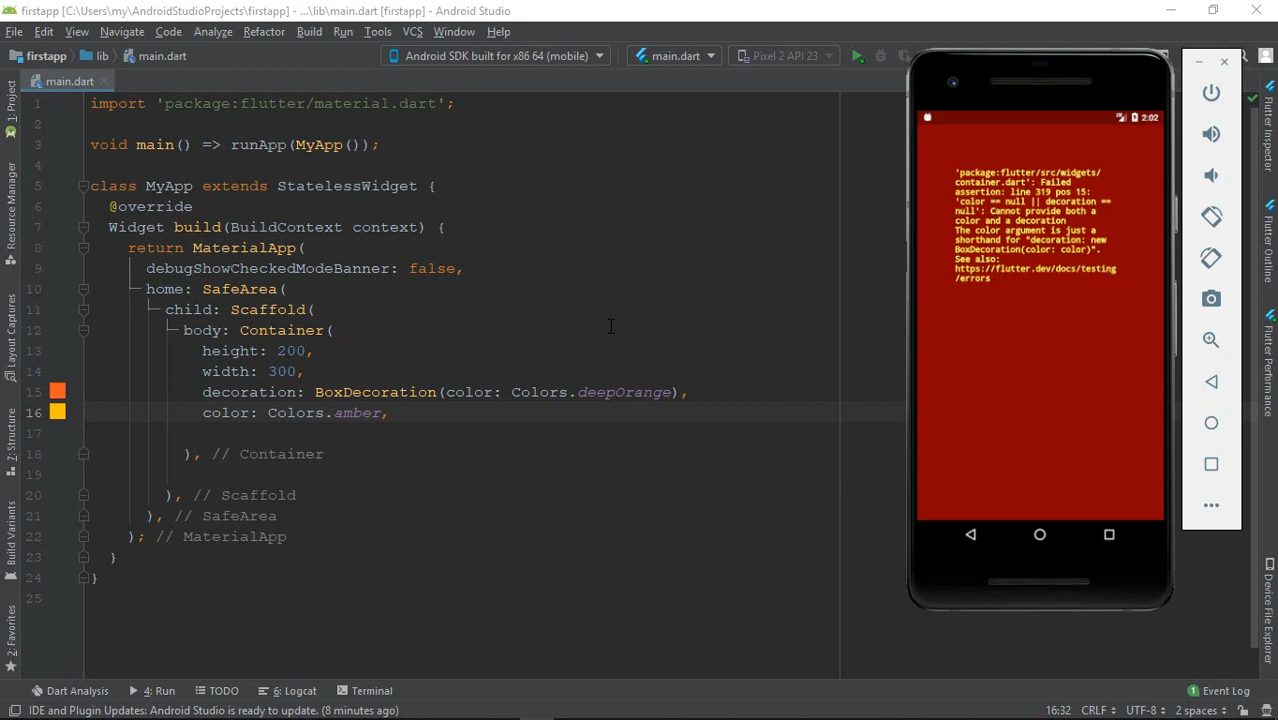 firstapp [C:\Users\my\AndroidStudioProjects\firstapp] - ...\lib\main.dart [firstapp] - Android Studio
File Edit View Navigate Code Analyze Refactor Build Run Tools VCS Window Help
firstapp lib main.dart Android SDK built for x86 64 (mobile) main.dart Pixel 2 API 23
main.dart
1 import 'package:flutter/material.dart';
2
3 void main() => runApp(MyApp());
4
5 class MyApp extends StatelessWidget {
6 @override
7 Widget build(BuildContext context) {
8 return MaterialApp(
9 debugShowCheckedModeBanner: false,
10 home: SafeArea(
11 child: Scaffold(
12 body: Container(
13 height: 200,
14 width: 300,
15 decoration: BoxDecoration(color: Colors.deepOrange),
16 color: Colors.amber,
17
18 ), // Container
19
20 ), // Scaffold
21 ), // SafeArea
22 ); // MaterialApp
23 }
24 }
25
1: Project
Resource Manager
Layout Captures
Z: Structure
Build Variants
2: Favorites
2:02
'package:flutter/src/widgets/
container.dart': Failed
assertion: line 319 pos 15:
'color == null || decoration ==
null': Cannot provide both a
color and a decoration
The color argument is just a
shorthand for "decoration: new
BoxDecoration(color: color)".
See also:
https://flutter.dev/docs/testing
/errors
Flutter Inspector
Flutter Outline
Flutter Performance
Device File Explorer
Dart Analysis 4: Run TODO 6: Logcat Terminal 1 Event Log
IDE and Plugin Updates: Android Studio is ready to update. (8 minutes ago) 16:32 CRLF UTF-8 2 spaces